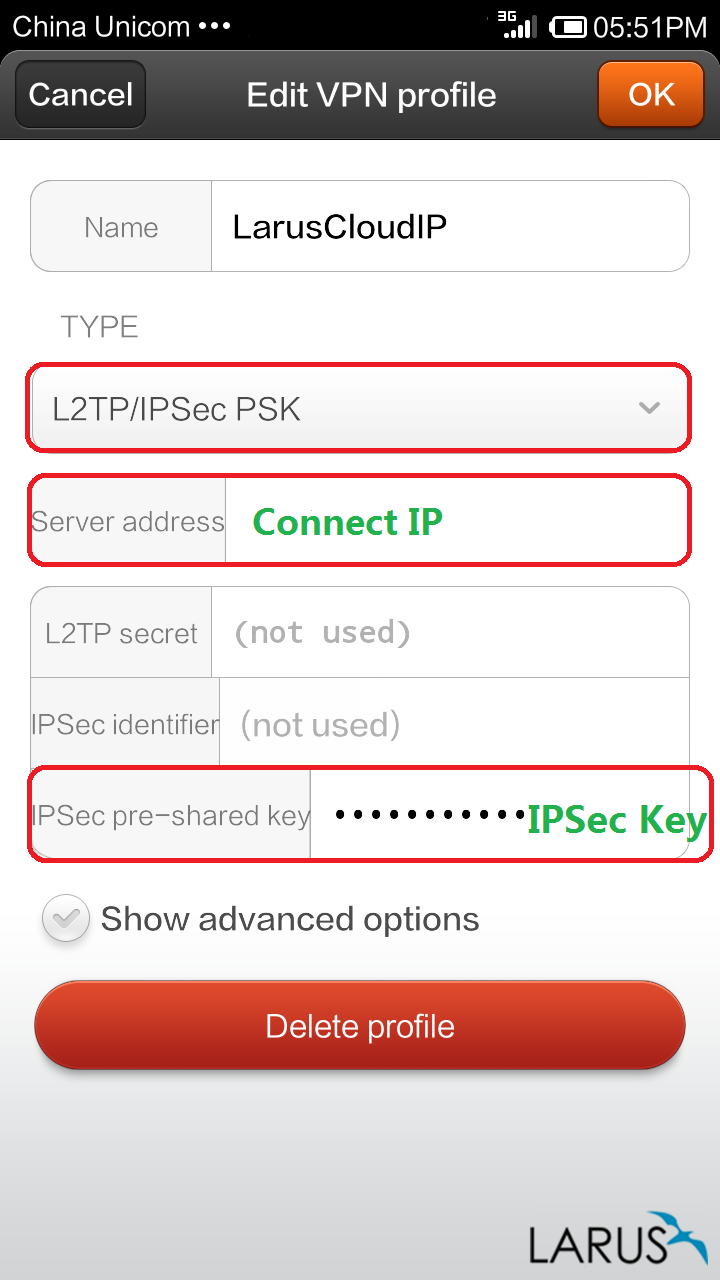 China Unicom ••• 3G 05:51PM
Cancel Edit VPN profile OK
Name LarusCloudIP
TYPE
L2TP/IPSec PSK
Server address Connect IP
L2TP secret (not used)
IPSec identifier (not used)
IPSec pre-shared key •••••••••••IPSec Key
Show advanced options
Delete profile
LARUS